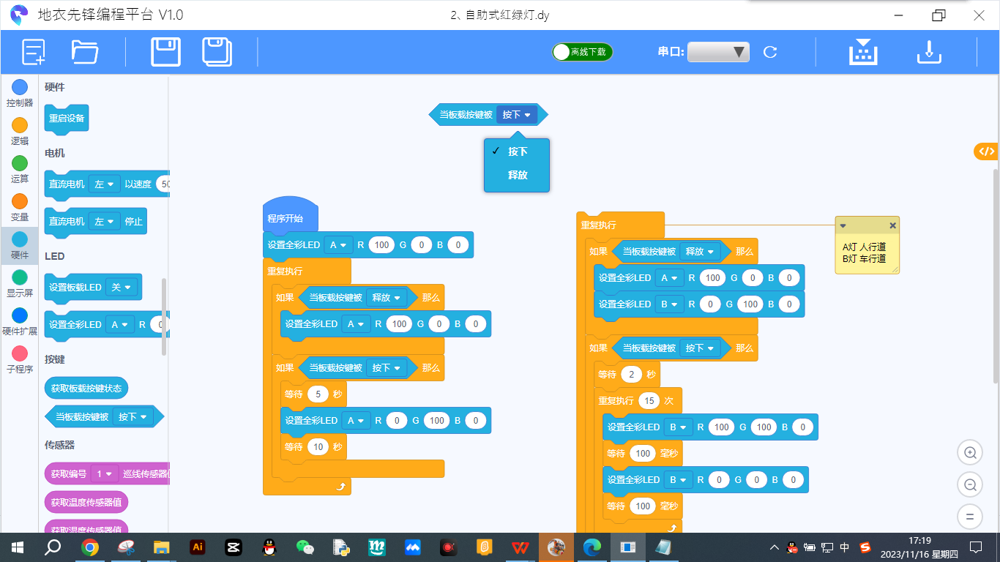 地衣先锋编程平台 V1.0
2、自助式红绿灯.dy
离线下载
串口:
控制器
逻辑
运算
变量
硬件
显示屏
硬件扩展
子程序
硬件
重启设备
电机
直流电机 左 以速度 50
直流电机 左 停止
LED
设置板载LED 关
设置全彩LED A R 0
按键
获取板载按键状态
当板载按键被 按下
传感器
获取编号 1 巡线传感器
获取温度传感器值
获取湿度传感器值
当板载按键被 按下
✓ 按下
释放
程序开始
设置全彩LED A R 100 G 0 B 0
重复执行
如果 当板载按键被 释放 那么
设置全彩LED A R 100 G 0 B 0
如果 当板载按键被 按下 那么
等待 5 秒
设置全彩LED A R 0 G 100 B 0
等待 10 秒
重复执行
如果 当板载按键被 释放 那么
设置全彩LED A R 100 G 0 B 0
设置全彩LED B R 0 G 100 B 0
如果 当板载按键被 按下 那么
等待 2 秒
重复执行 15 次
设置全彩LED B R 100 G 100 B 0
等待 100 毫秒
设置全彩LED B R 0 G 0 B 0
等待 100 毫秒
A灯 人行道
B灯 车行道
</>
Ai
中
17:19
2023/11/16 星期四